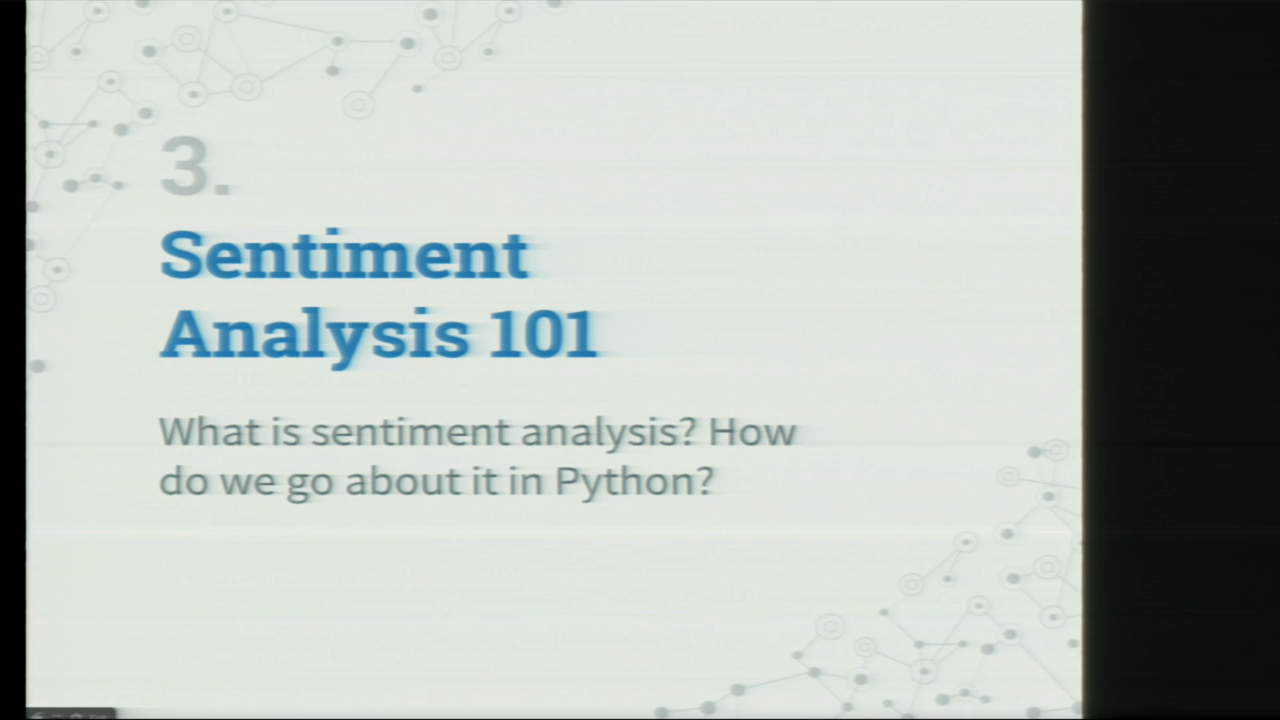 3.
Sentiment
Analysis 101
What is sentiment analysis? How
do we go about it in Python?